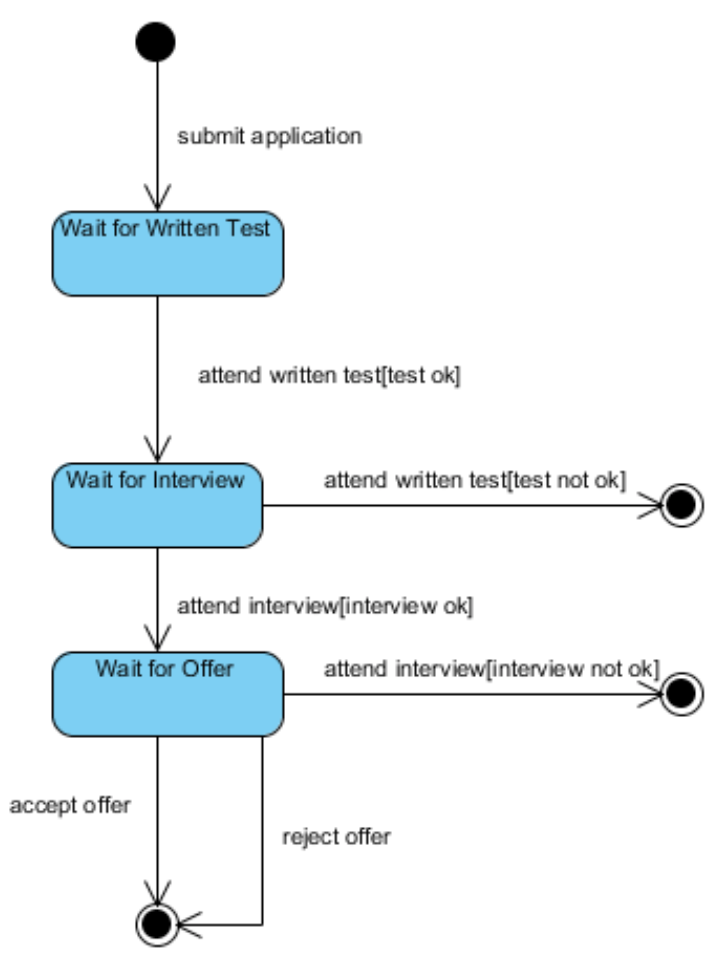 submit application
Wait for Written Test
attend written test[test ok]
Wait for Interview
attend written test[test not ok]
attend interview[interview ok]
Wait for Offer
attend interview[interview not ok]
accept offer
reject offer